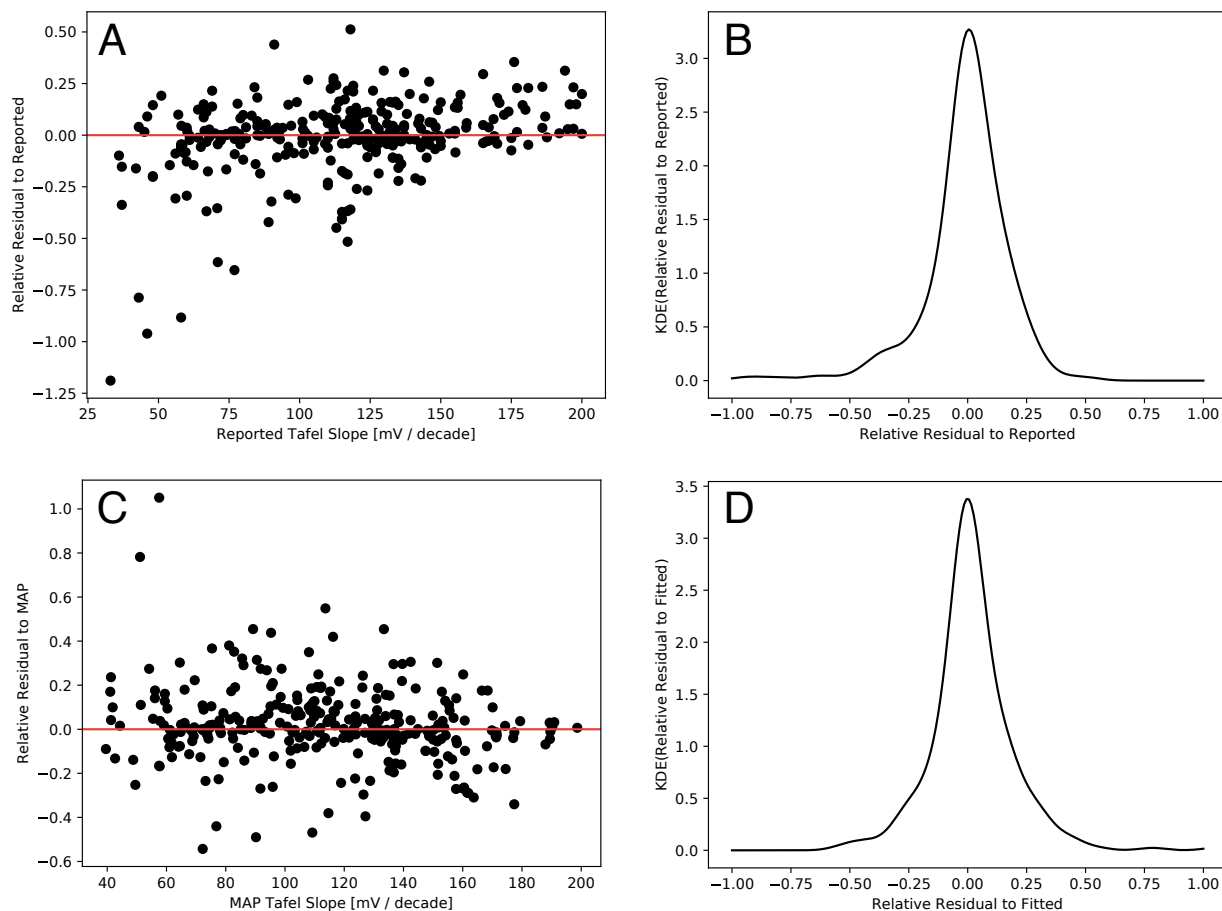 A
0.50
0.25
0.00
−0.25
−0.50
−0.75
−1.00
−1.25
Relative Residual to Reported
25 50 75 100 125 150 175 200
Reported Tafel Slope [mV / decade]
B
3.0
2.5
2.0
1.5
1.0
0.5
0.0
KDE(Relative Residual to Reported)
−1.00 −0.75 −0.50 −0.25 0.00 0.25 0.50 0.75 1.00
Relative Residual to Reported
C
1.0
0.8
0.6
0.4
0.2
0.0
−0.2
−0.4
−0.6
Relative Residual to MAP
40 60 80 100 120 140 160 180 200
MAP Tafel Slope [mV / decade]
D
3.5
3.0
2.5
2.0
1.5
1.0
0.5
0.0
KDE(Relative Residual to Fitted)
−1.00 −0.75 −0.50 −0.25 0.00 0.25 0.50 0.75 1.00
Relative Residual to Fitted